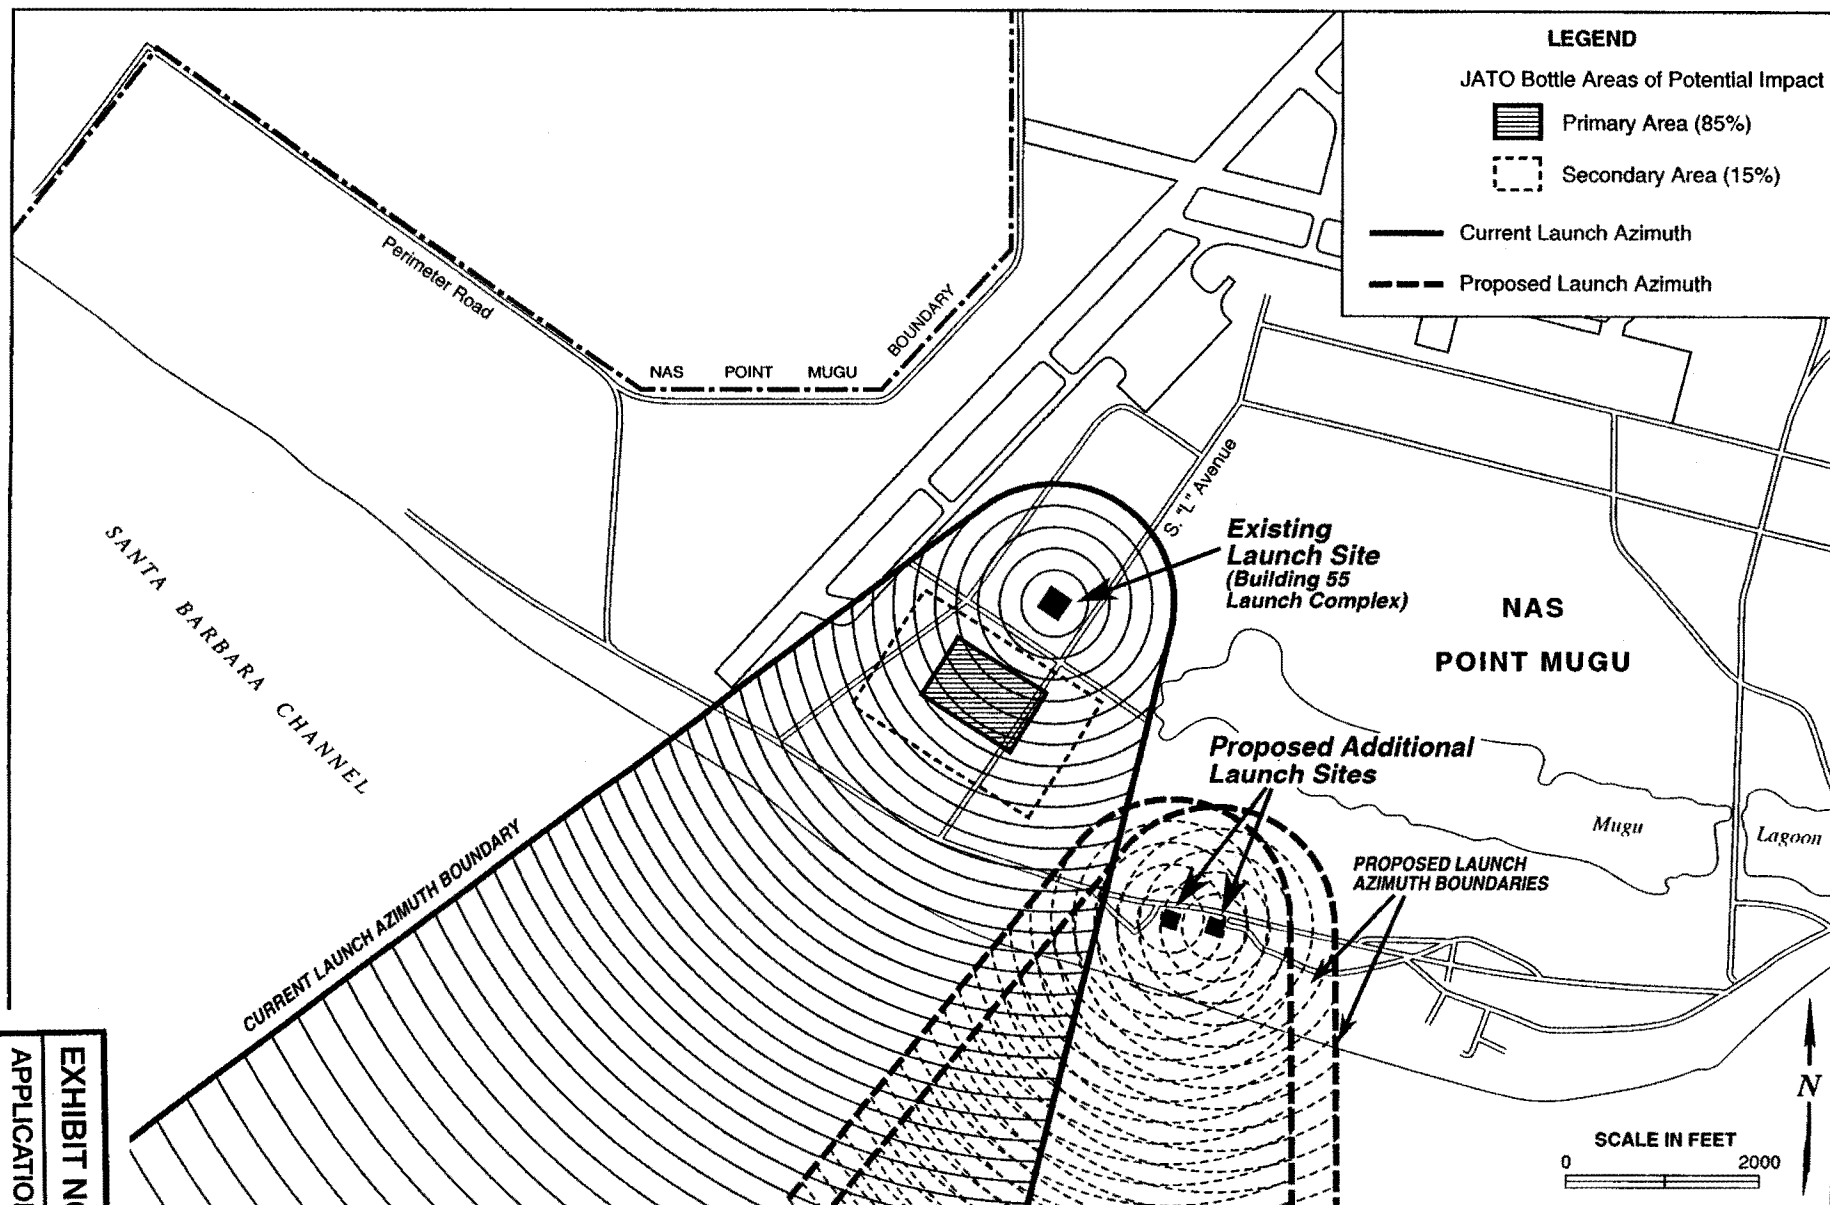 LEGEND
JATO Bottle Areas of Potential Impact
Primary Area (85%)
Secondary Area (15%)
Current Launch Azimuth
Proposed Launch Azimuth
Perimeter Road
NAS POINT MUGU BOUNDARY
S. "L" Avenue
Existing
Launch Site
(Building 55
Launch Complex)
NAS
POINT MUGU
SANTA BARBARA CHANNEL
Proposed Additional
Launch Sites
Mugu
Lagoon
PROPOSED LAUNCH
AZIMUTH BOUNDARIES
CURRENT LAUNCH AZIMUTH BOUNDARY
N
SCALE IN FEET
0 2000
EXHIBIT NO
APPLICATION